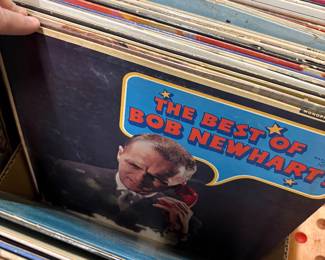 THE BEST OF
BOB NEWHART